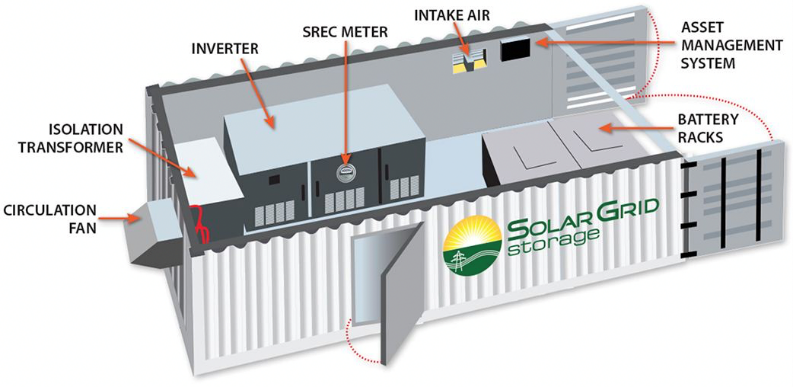 INTAKE AIR
ASSET
MANAGEMENT
SYSTEM
SREC METER
INVERTER
ISOLATION
TRANSFORMER
BATTERY
RACKS
CIRCULATION
FAN
SOLAR GRID
storage